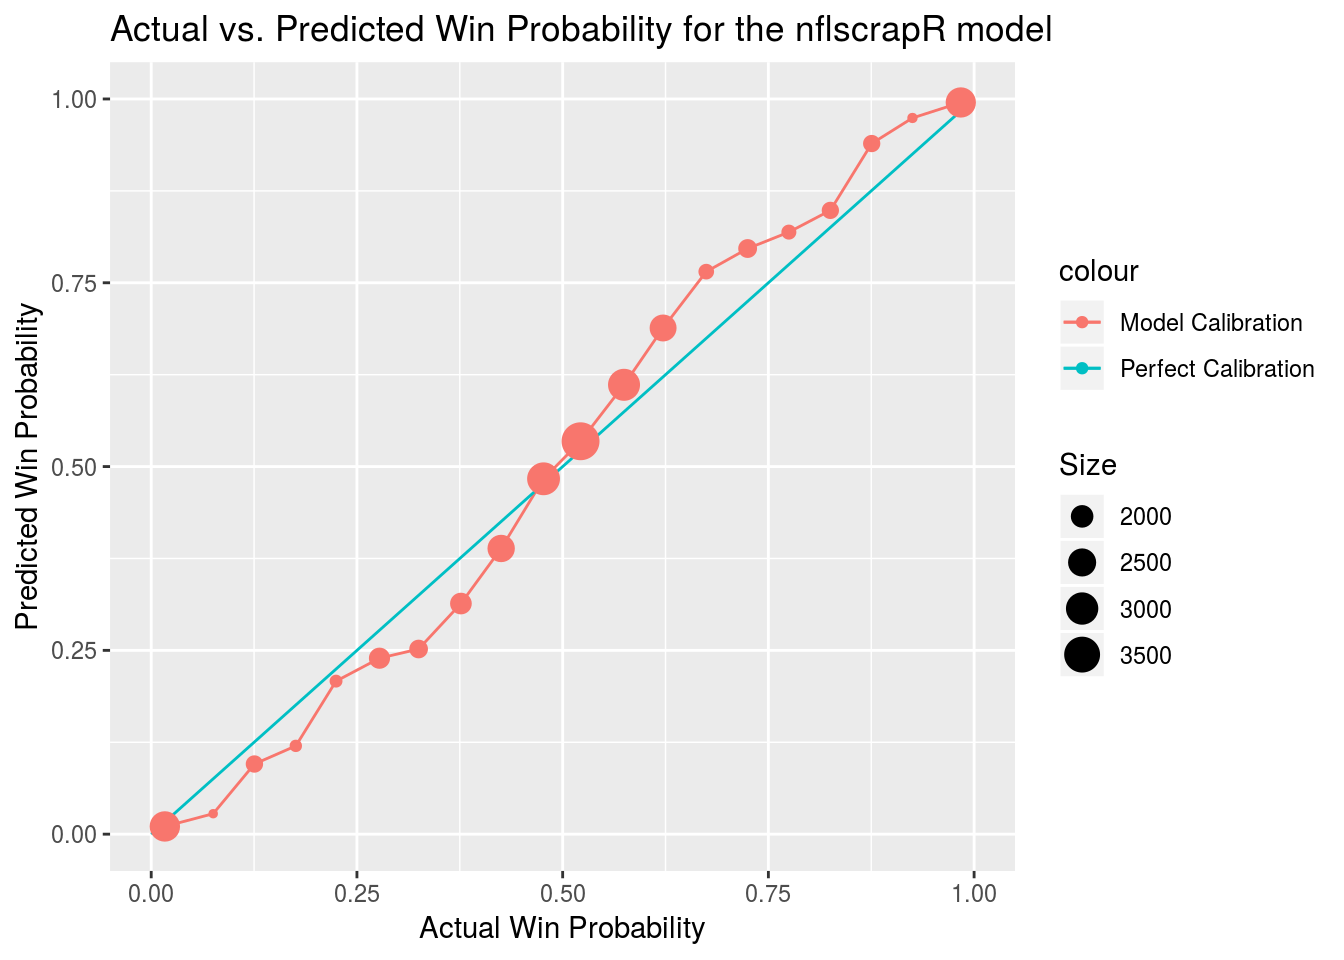 Actual vs. Predicted Win Probability for the nflscrapR model
1.00
0.75
0.50
0.25
0.00
Predicted Win Probability
0.00 0.25 0.50 0.75 1.00
Actual Win Probability
colour
Model Calibration
Perfect Calibration
Size
2000
2500
3000
3500